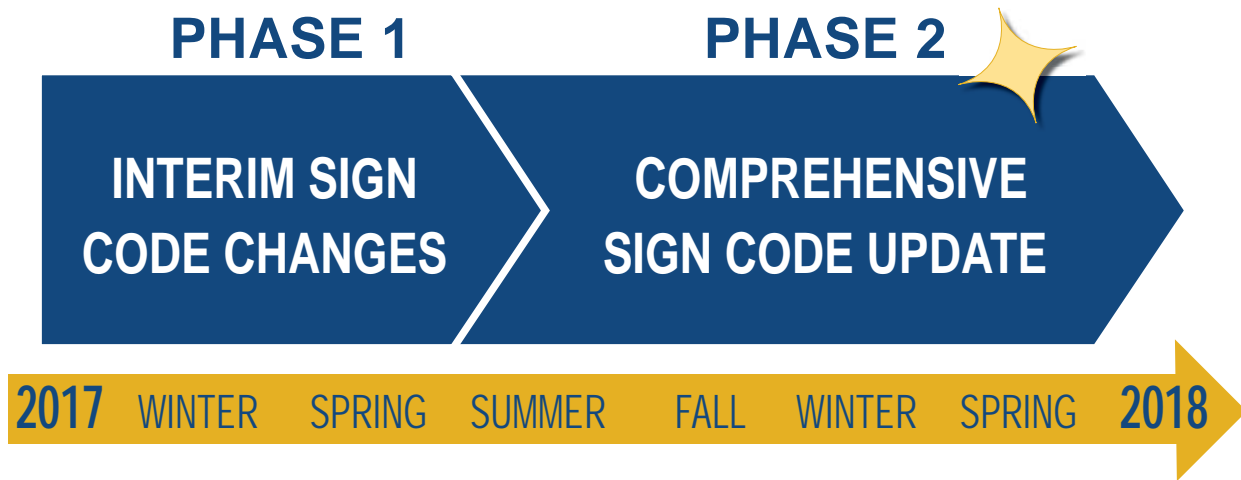 PHASE 1 PHASE 2
INTERIM SIGN
CODE CHANGES
COMPREHENSIVE
SIGN CODE UPDATE
2017 WINTER SPRING SUMMER FALL WINTER SPRING 2018